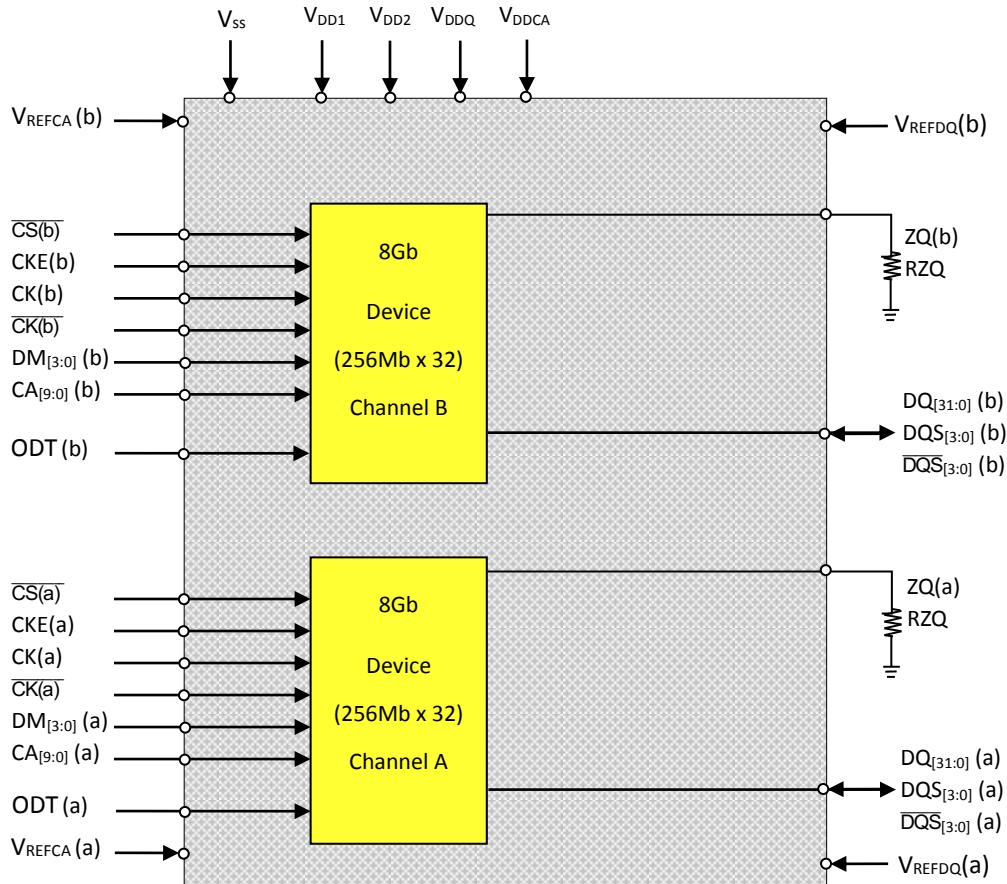 Vss VDD1 VDD2 VDDQ VDDCA
VREFCA (b)
VREFDQ(b)
CS(b)
CKE(b)
CK(b)
CK(b)
DM[3:0] (b)
CA[9:0] (b)
ODT (b)
8Gb
Device
(256Mb x 32)
Channel B
ZQ(b)
RZQ
DQ[31:0] (b)
DQS[3:0] (b)
DQS[3:0] (b)
CS(a)
CKE(a)
CK(a)
CK(a)
DM[3:0] (a)
CA[9:0] (a)
ODT (a)
VREFCA (a)
8Gb
Device
(256Mb x 32)
Channel A
ZQ(a)
RZQ
DQ[31:0] (a)
DQS[3:0] (a)
DQS[3:0] (a)
VREFDQ(a)